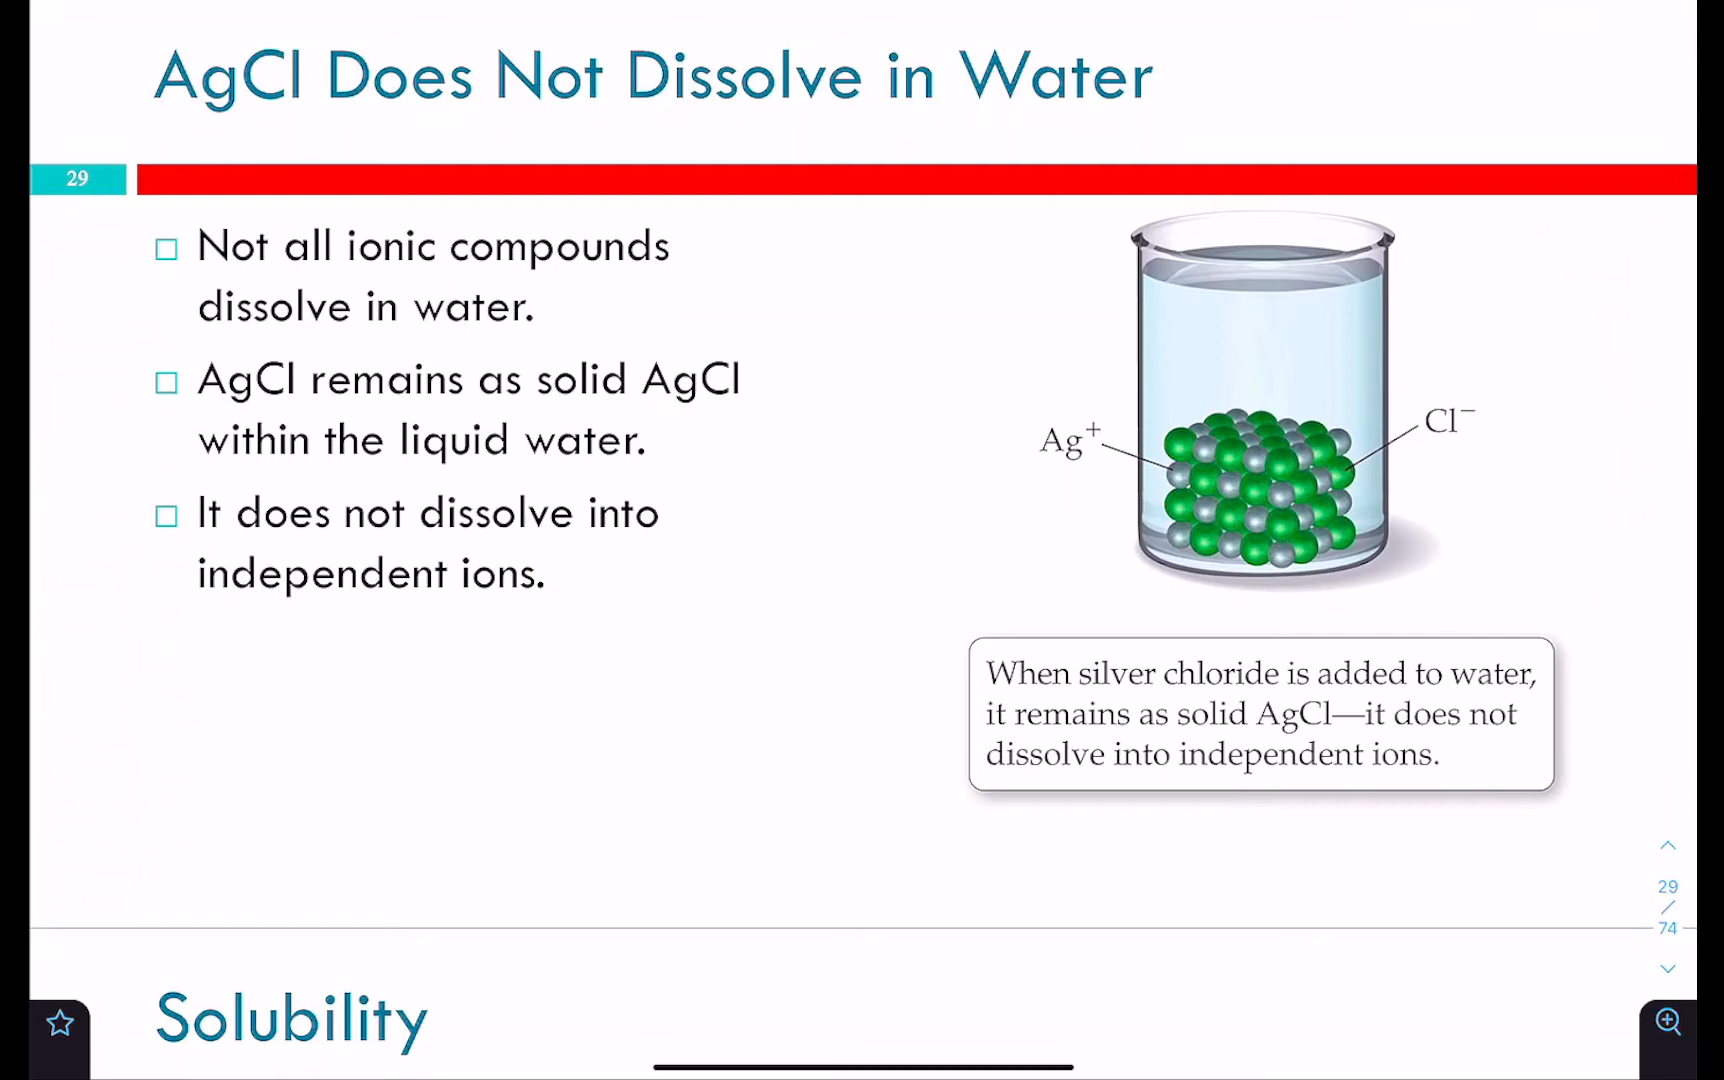 AgCl Does Not Dissolve in Water
29
□ Not all ionic compounds
dissolve in water.
□ AgCl remains as solid AgCl
within the liquid water.
□ It does not dissolve into
independent ions.
Ag⁺
Cl⁻
When silver chloride is added to water,
it remains as solid AgCl—it does not
dissolve into independent ions.
29
/
74
Solubility